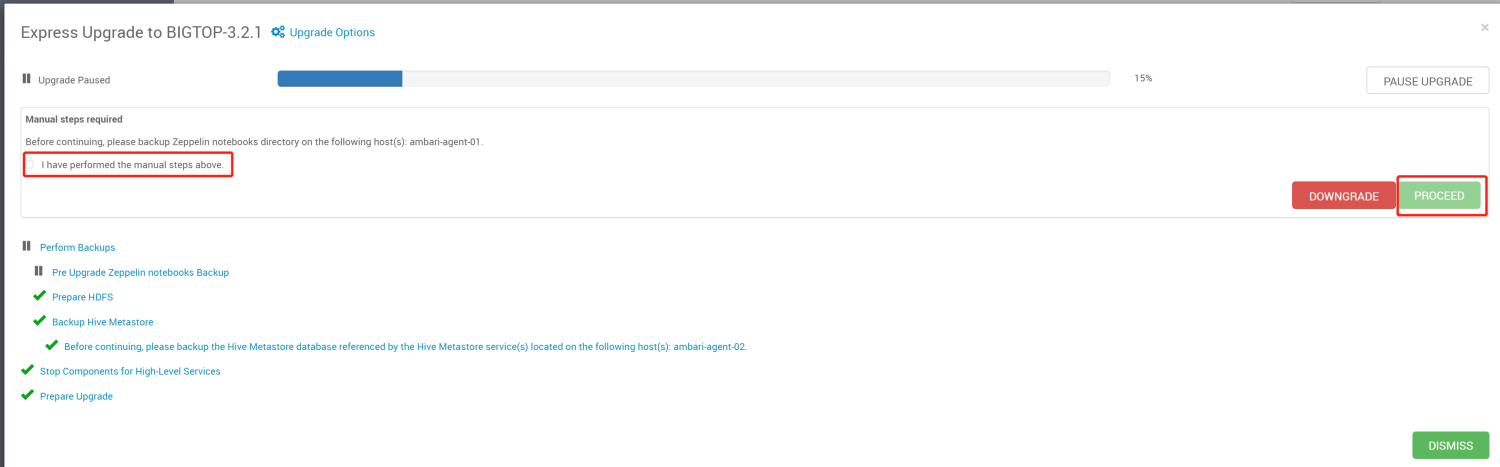 Express Upgrade to BIGTOP-3.2.1 Upgrade Options ×
Upgrade Paused 15% PAUSE UPGRADE
Manual steps required
Before continuing, please backup Zeppelin notebooks directory on the following host(s): ambari-agent-01.
I have performed the manual steps above.
DOWNGRADE PROCEED
Perform Backups
Pre Upgrade Zeppelin notebooks Backup
Prepare HDFS
Backup Hive Metastore
Before continuing, please backup the Hive Metastore database referenced by the Hive Metastore service(s) located on the following host(s): ambari-agent-02.
Stop Components for High-Level Services
Prepare Upgrade
DISMISS